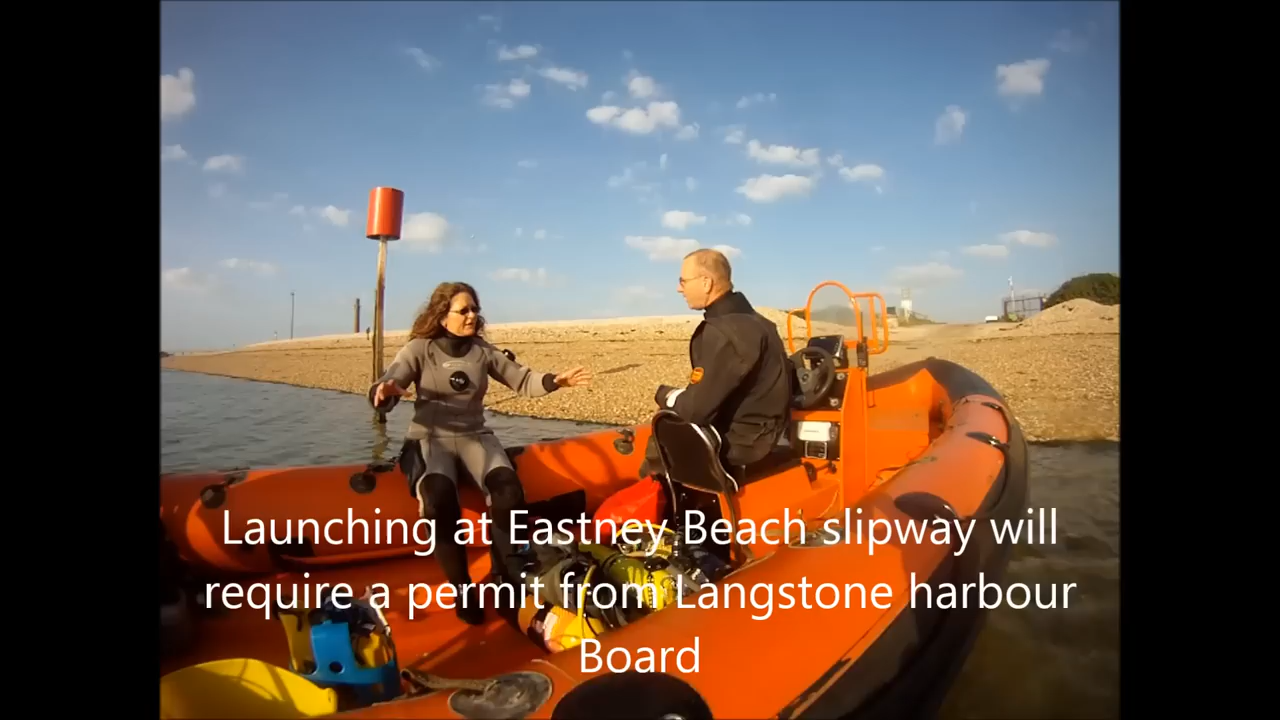 Launching at Eastney Beach slipway will
require a permit from Langstone harbour
Board